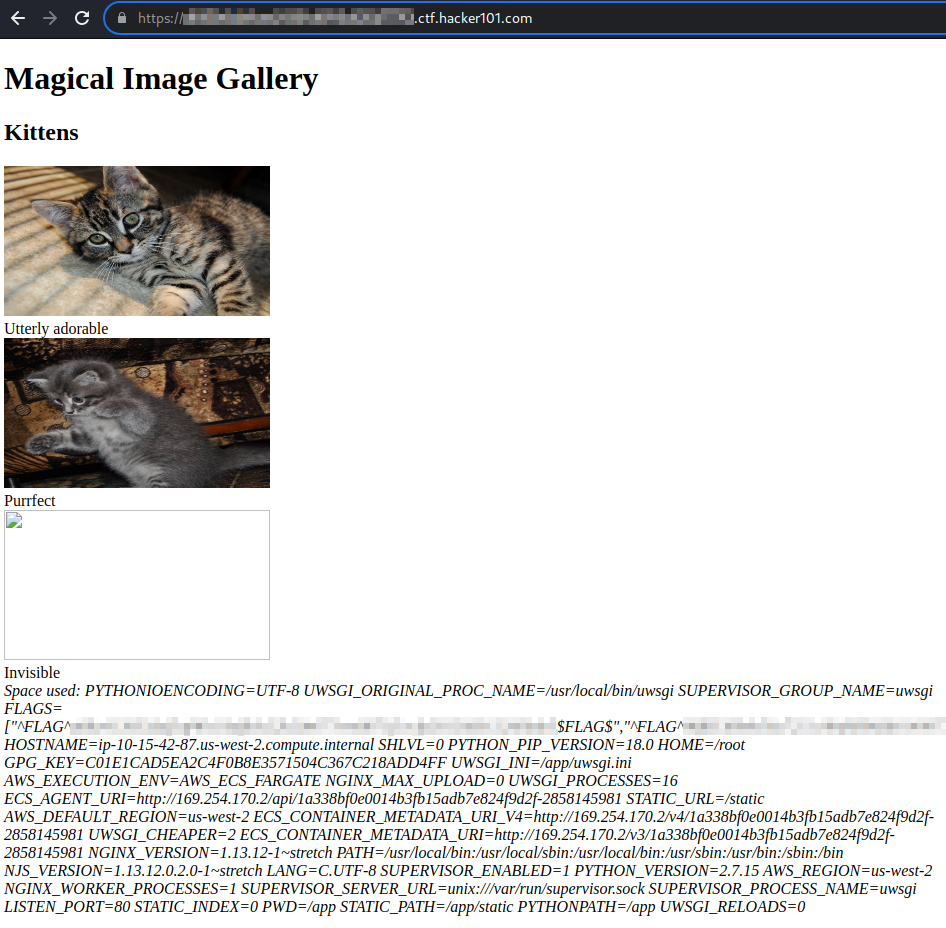 https://
.ctf.hacker101.com
Magical Image Gallery
Kittens
Utterly adorable
Purrfect
Invisible
Space used: PYTHONIOENCODING=UTF-8 UWSGI_ORIGINAL_PROC_NAME=/usr/local/bin/uwsgi SUPERVISOR_GROUP_NAME=uwsgi
FLAGS=
["^FLAG^ $FLAG$","^FLAG^
HOSTNAME=ip-10-15-42-87.us-west-2.compute.internal SHLVL=0 PYTHON_PIP_VERSION=18.0 HOME=/root
GPG_KEY=C01E1CAD5EA2C4F0B8E3571504C367C218ADD4FF UWSGI_INI=/app/uwsgi.ini
AWS_EXECUTION_ENV=AWS_ECS_FARGATE NGINX_MAX_UPLOAD=0 UWSGI_PROCESSES=16
ECS_AGENT_URI=http://169.254.170.2/api/1a338bf0e0014b3fb15adb7e824f9d2f-2858145981 STATIC_URL=/static
AWS_DEFAULT_REGION=us-west-2 ECS_CONTAINER_METADATA_URI_V4=http://169.254.170.2/v4/1a338bf0e0014b3fb15adb7e824f9d2f-
2858145981 UWSGI_CHEAPER=2 ECS_CONTAINER_METADATA_URI=http://169.254.170.2/v3/1a338bf0e0014b3fb15adb7e824f9d2f-
2858145981 NGINX_VERSION=1.13.12-1~stretch PATH=/usr/local/bin:/usr/local/sbin:/usr/local/bin:/usr/sbin:/usr/bin:/sbin:/bin
NJS_VERSION=1.13.12.0.2.0-1~stretch LANG=C.UTF-8 SUPERVISOR_ENABLED=1 PYTHON_VERSION=2.7.15 AWS_REGION=us-west-2
NGINX_WORKER_PROCESSES=1 SUPERVISOR_SERVER_URL=unix:///var/run/supervisor.sock SUPERVISOR_PROCESS_NAME=uwsgi
LISTEN_PORT=80 STATIC_INDEX=0 PWD=/app STATIC_PATH=/app/static PYTHONPATH=/app UWSGI_RELOADS=0